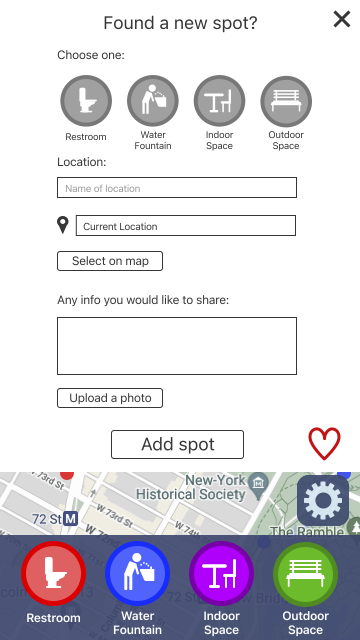 Found a new spot?
Choose one:
Restroom
Water
Fountain
Indoor
Space
Outdoor
Space
Location:
Name of location
Current Location
Select on map
Any info you would like to share:
Upload a photo
Add spot
W 73rd St
New-York
Historical Society
72 St M
W 73rd St
W 74th
The Ramble
Restroom
Water
Fountain
Indoor
Space
Outdoor
Space